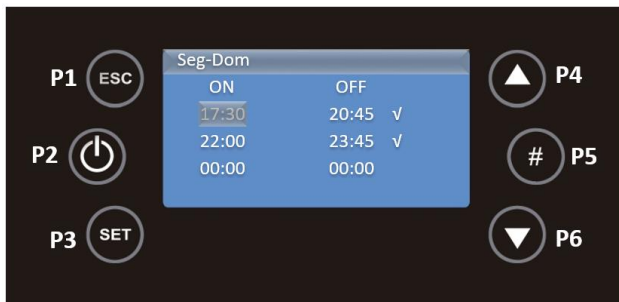 P1 ESC
P2
P3 SET
Seg-Dom
ON OFF
17:30 20:45 √
22:00 23:45 √
00:00 00:00
P4
# P5
P6